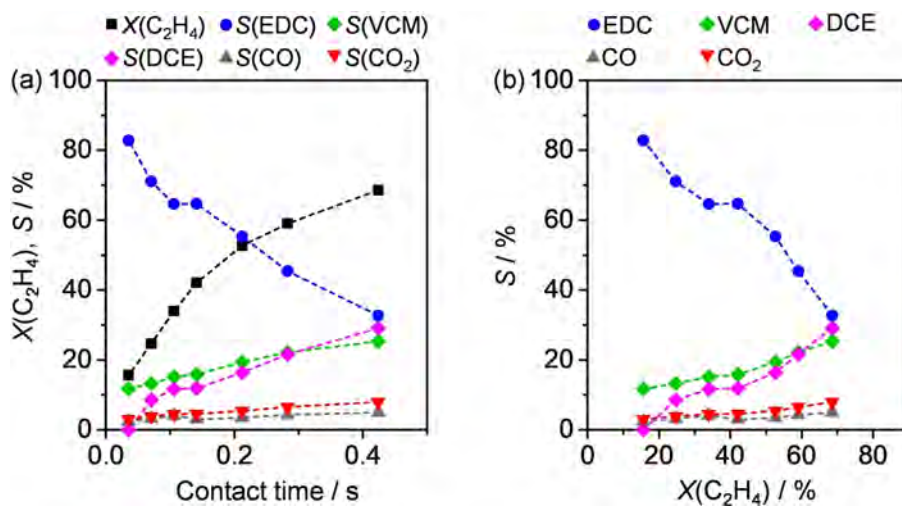 X(C₂H₄) S(EDC) S(VCM)
S(DCE) S(CO) S(CO₂)
(a)
X(C₂H₄), S / %
100
80
60
40
20
0
0.0 0.2 0.4
Contact time / s
EDC VCM DCE
CO CO₂
(b)
S / %
100
80
60
40
20
0
0 20 40 60 80
X(C₂H₄) / %